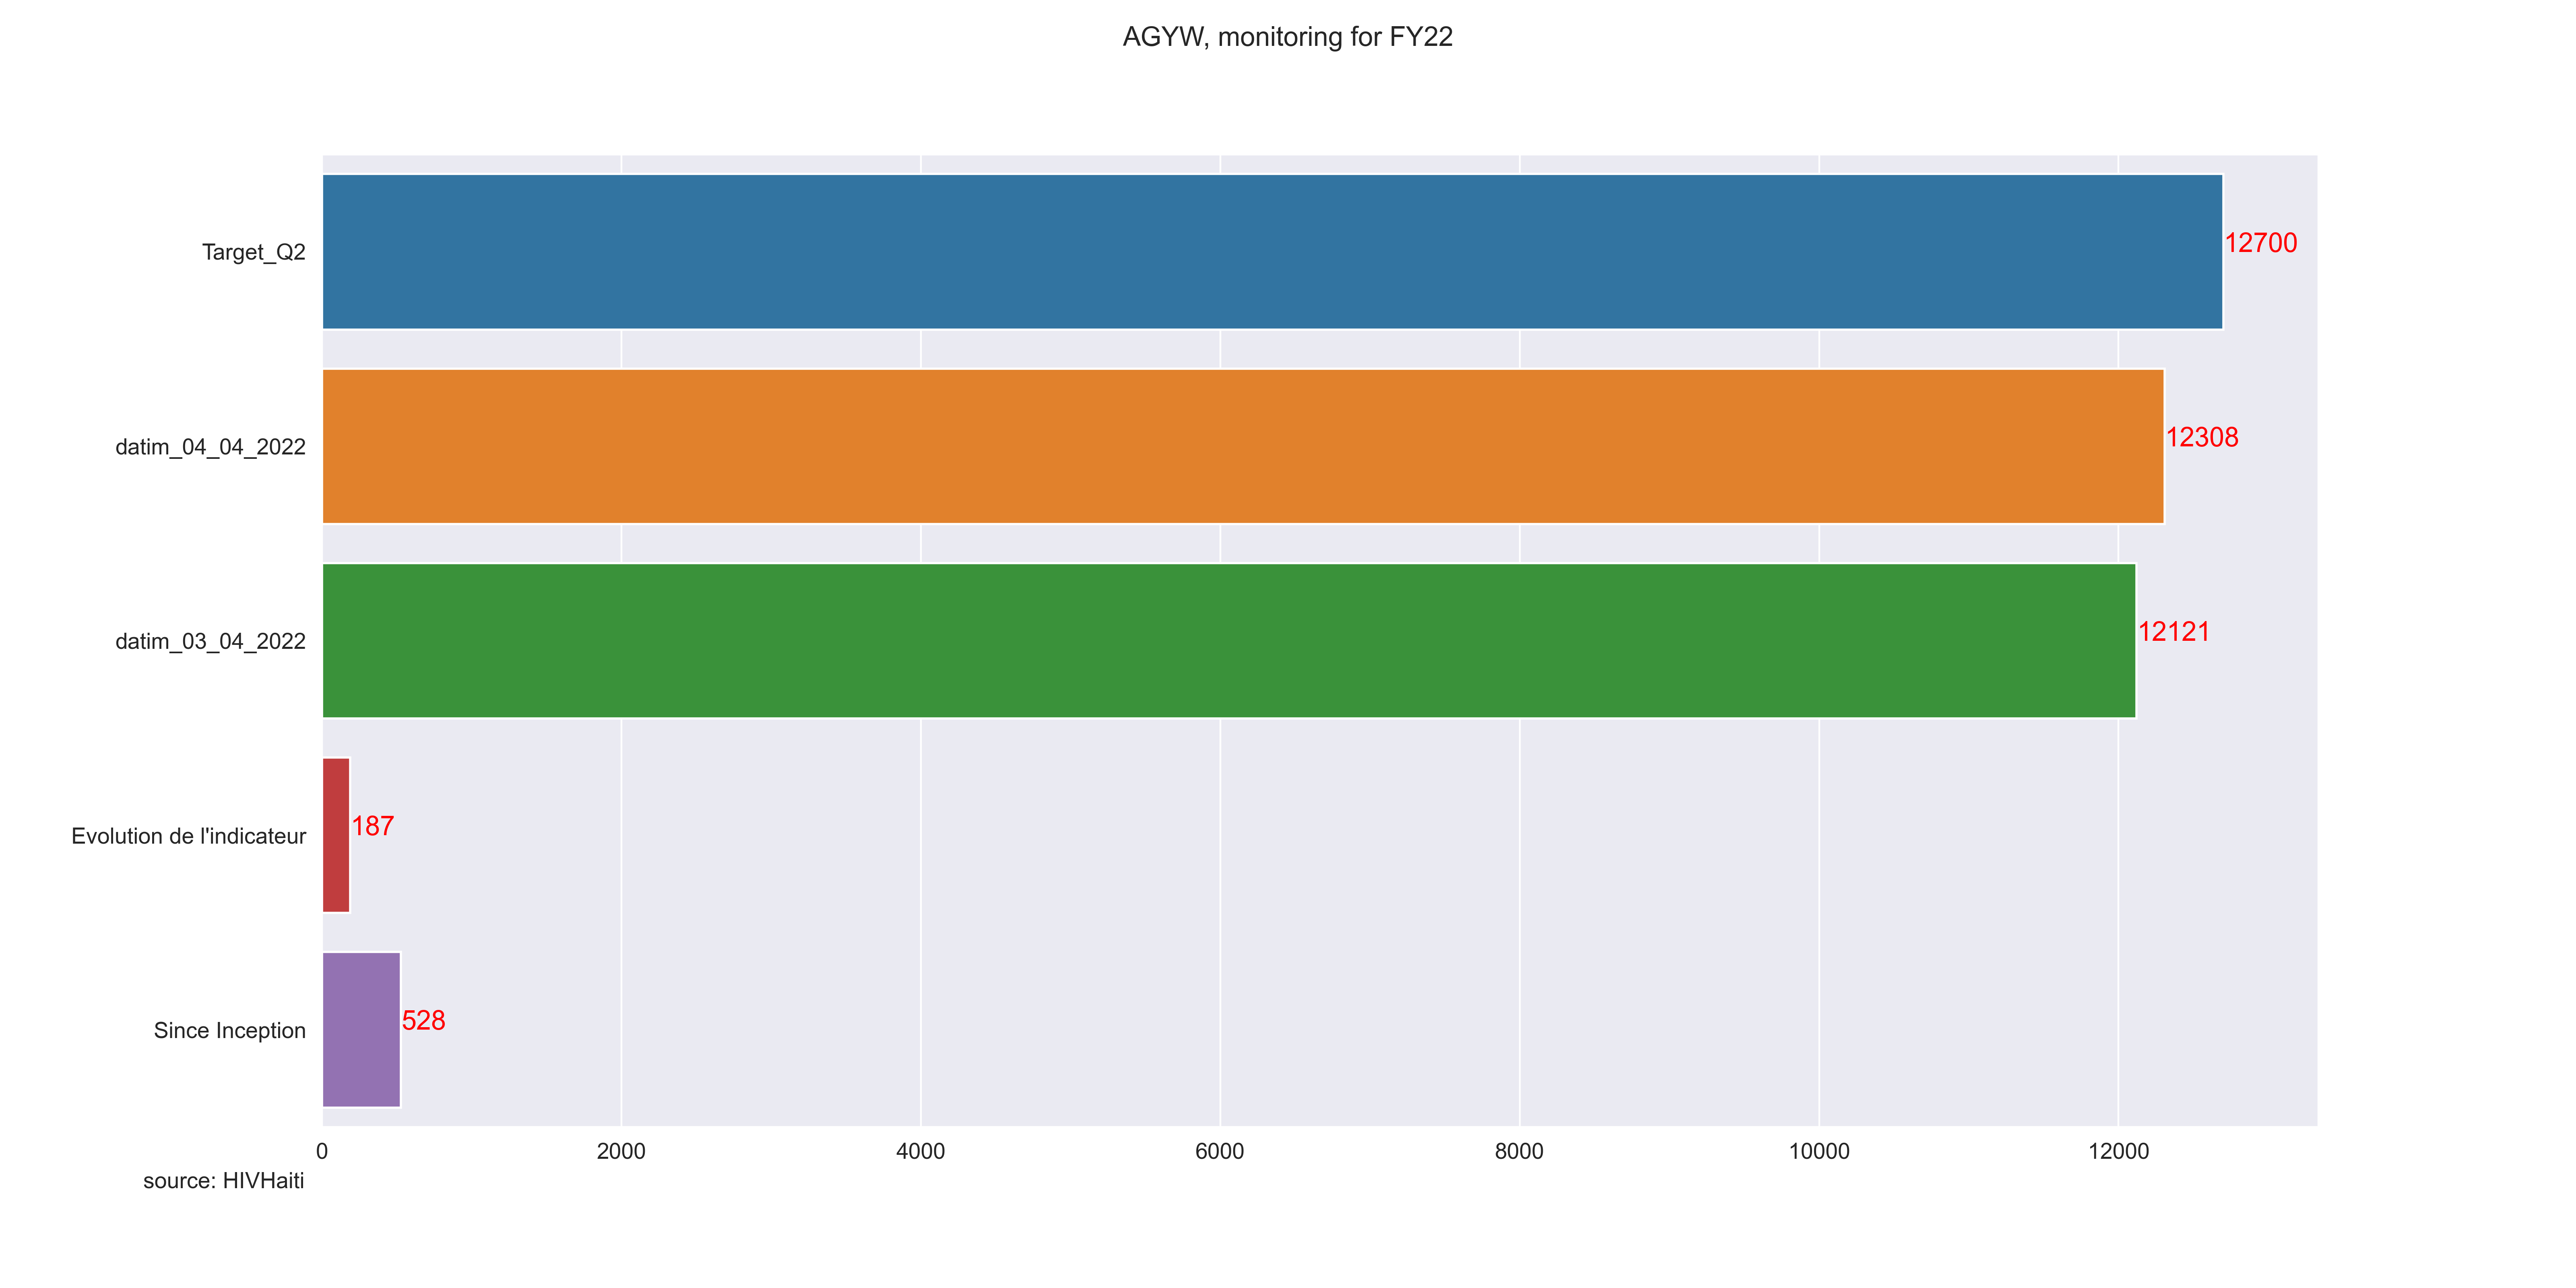 AGYW, monitoring for FY22
Target_Q2
12700
datim_04_04_2022
12308
datim_03_04_2022
12121
Evolution de l'indicateur
187
Since Inception
528
0 2000 4000 6000 8000 10000 12000
source: HIVHaiti